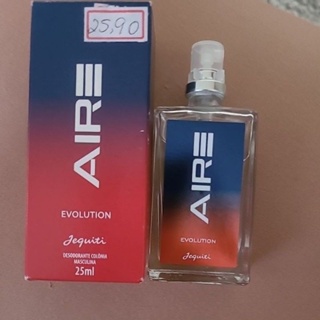 25,90
AIRE
EVOLUTION
Jequiti
DESODORANTE COLÔNIA
MASCULINA
25ml
AIRE
EVOLUTION
Jequiti